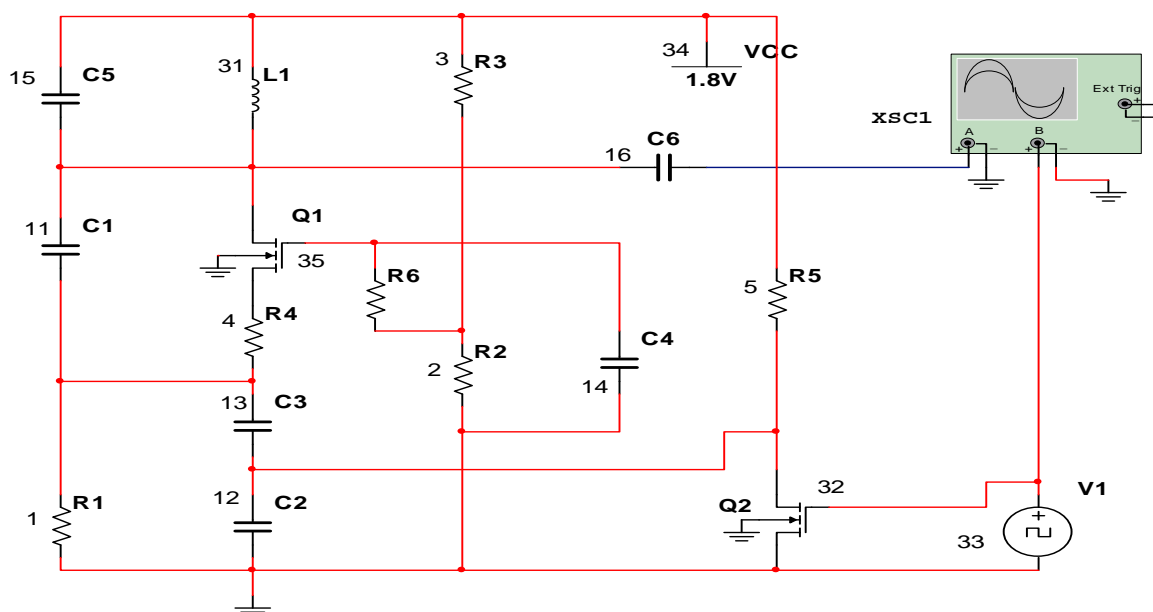 15
C5
31
L1
3
R3
34
VCC
1.8V
XSC1
Ext Trig
+
_
A
B
+
_
+
_
16
C6
11
C1
Q1
35
R6
5
R5
4
R4
2
R2
C4
14
13
C3
1
R1
12
C2
Q2
32
V1
+
33